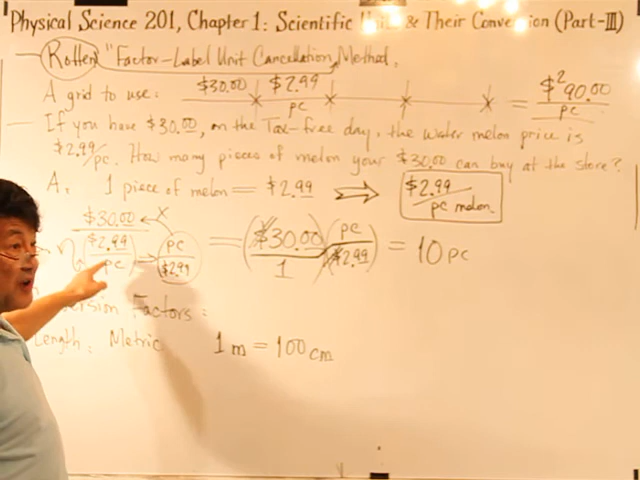 Physical Science 201, Chapter 1: Scientific & Their Conversion (Part-III)
Rotten "Factor-Label Unit Cancellation" Method.
A grid to use: $30.00 × $2.99 / pc × × × = $²90.00 / pc
If you have $30.00, on the Tax-free day, the water melon price is
$2.99/pc. How many pieces of melon your $30.00 can buy at the store?
A. 1 piece of melon = $2.99 ⇒ $2.99 / pc melon
$30.00 / ($2.99 / pc) × pc / $2.99 = ($30.00 / 1) (pc / $2.99) = 10 pc
Factors:
Length: Metric 1 m = 100 cm